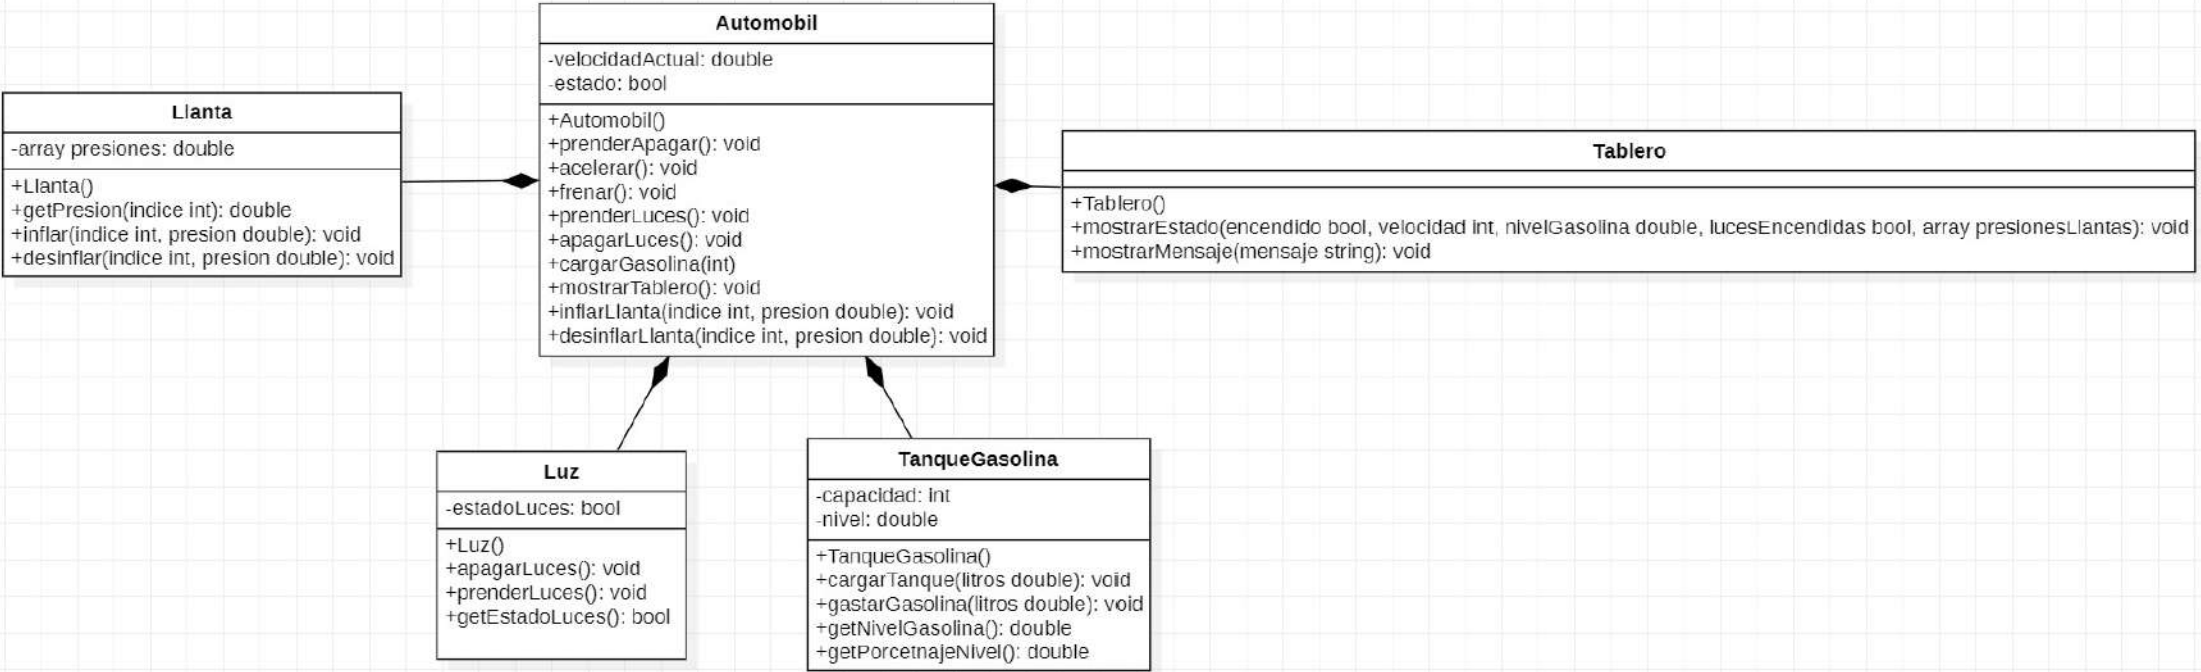 Automobil
-velocidadActual: double
-estado: bool
+Automobil()
+prenderApagar(): void
+acelerar(): void
+frenar(): void
+prenderLuces(): void
+apagarLuces(): void
+cargarGasolina(int)
+mostrarTablero(): void
+inflarLlanta(indice int, presion double): void
+desinflarLlanta(indice int, presion double): void
Llanta
-array presiones: double
+Llanta()
+getPresion(indice int): double
+inflar(indice int, presion double): void
+desinflar(indice int, presion double): void
Tablero
+Tablero()
+mostrarEstado(encendido bool, velocidad int, nivelGasolina double, lucesEncendidas bool, array presionesLlantas): void
+mostrarMensaje(mensaje string): void
Luz
-estadoLuces: bool
+Luz()
+apagarLuces(): void
+prenderLuces(): void
+getEstadoLuces(): bool
TanqueGasolina
-capacidad: int
-nivel: double
+TanqueGasolina()
+cargarTanque(litros double): void
+gastarGasolina(litros double): void
+getNivelGasolina(): double
+getPorcetnajeNivel(): double